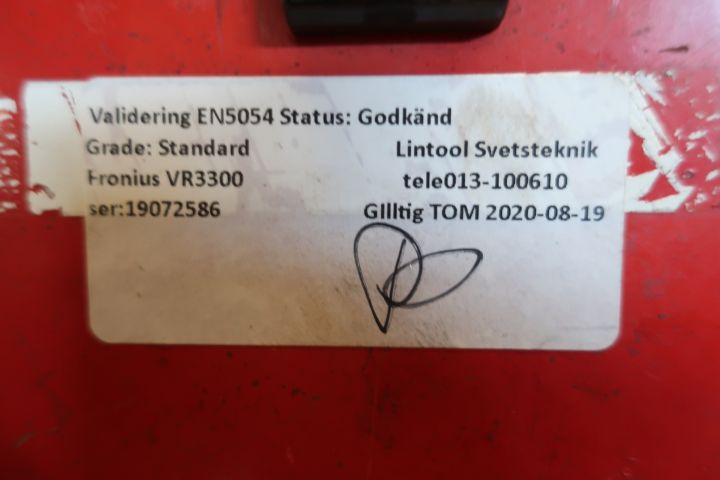 Validering EN5054 Status: Godkänd
Grade: Standard
Lintool Svetsteknik
Fronius VR3300
tele013-100610
ser:19072586
GIlltig TOM 2020-08-19